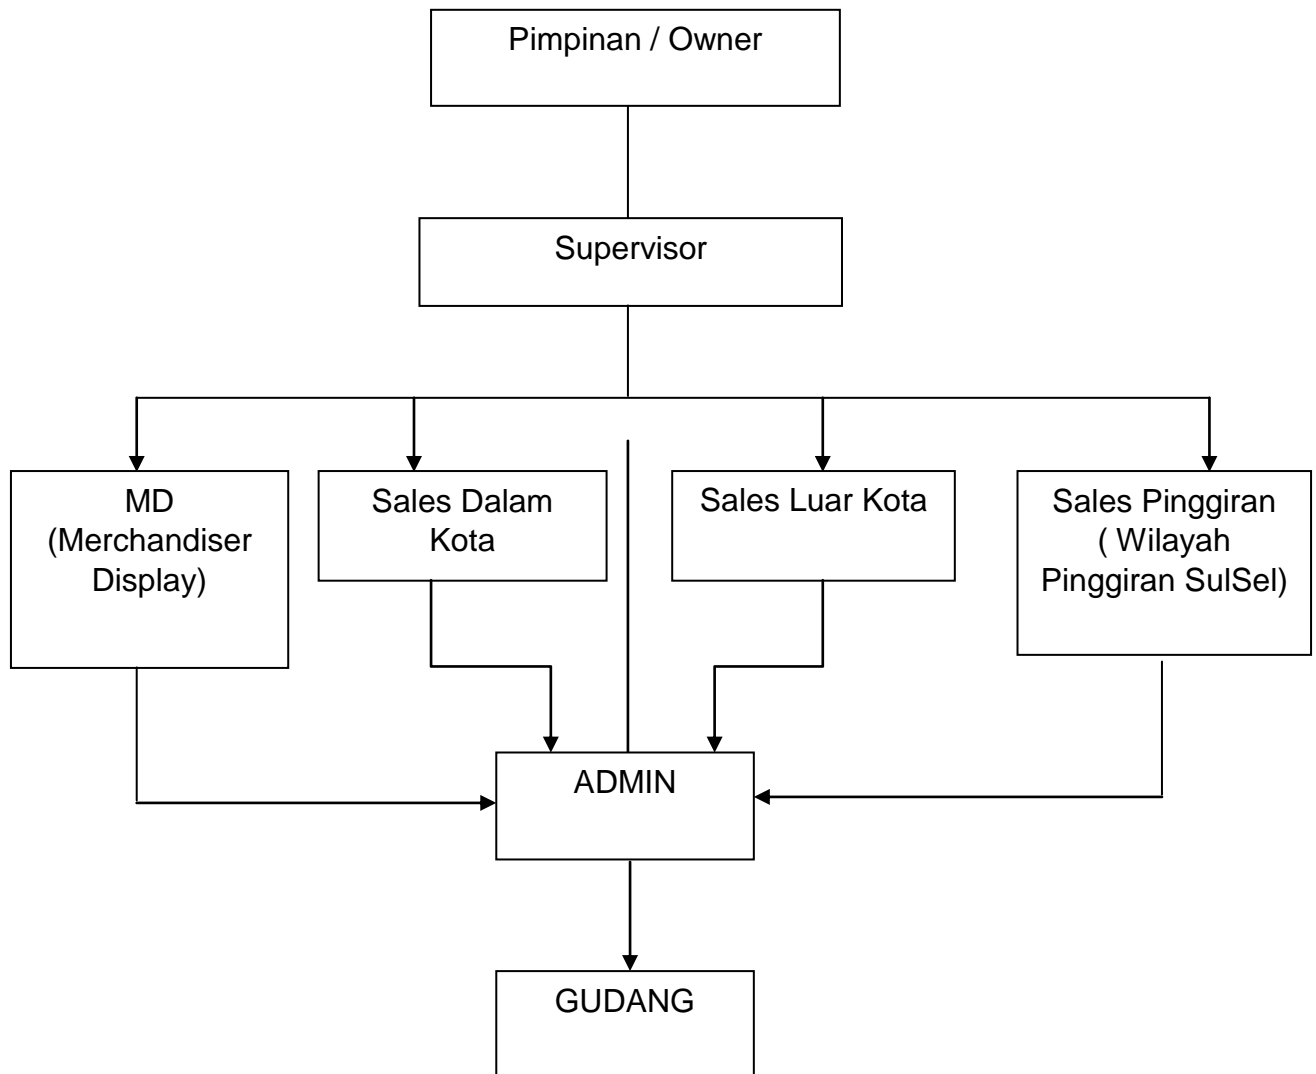 Pimpinan / Owner
Supervisor
MD
(Merchandiser
Display)
Sales Dalam
Kota
Sales Luar Kota
Sales Pinggiran
( Wilayah
Pinggiran SulSel)
ADMIN
GUDANG